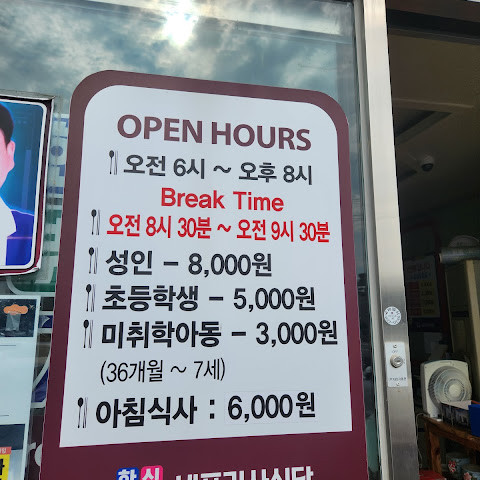 OPEN HOURS
오전 6시 ~ 오후 8시
Break Time
오전 8시 30분 ~ 오전 9시 30분
성인 - 8,000원
초등학생 - 5,000원
미취학아동 - 3,000원
(36개월 ~ 7세)
아침식사 : 6,000원
한식